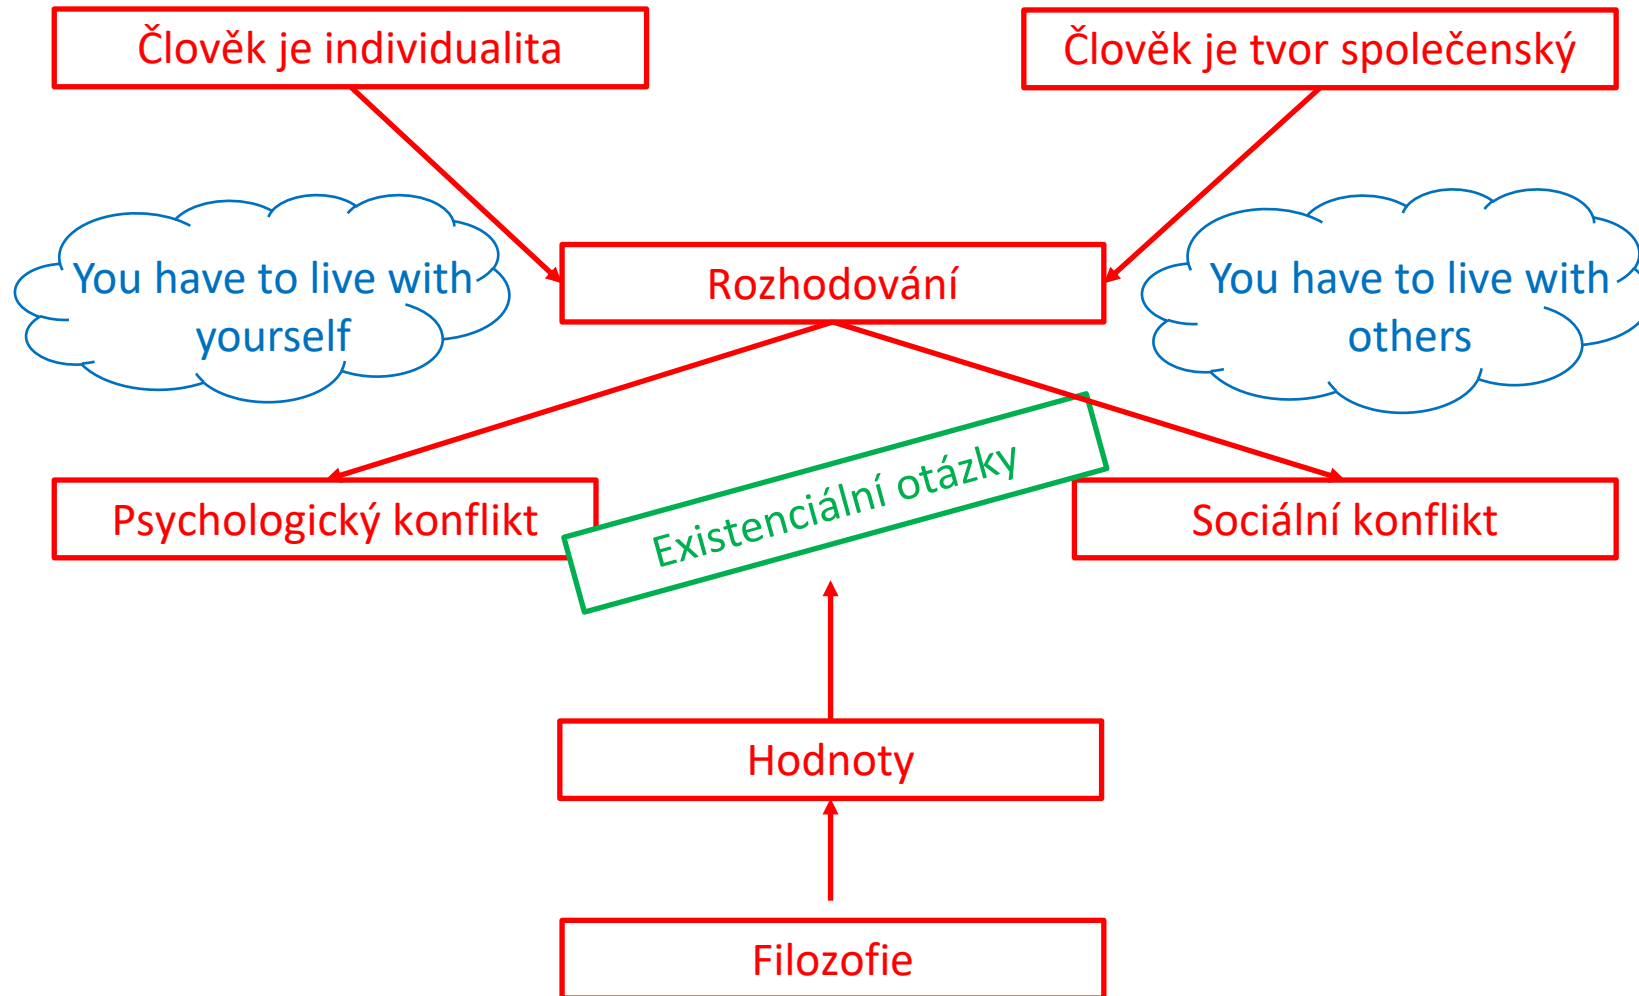 Člověk je individualita
Člověk je tvor společenský
You have to live with
yourself
Rozhodování
You have to live with
others
Psychologický konflikt
Existenciální otázky
Sociální konflikt
Hodnoty
Filozofie